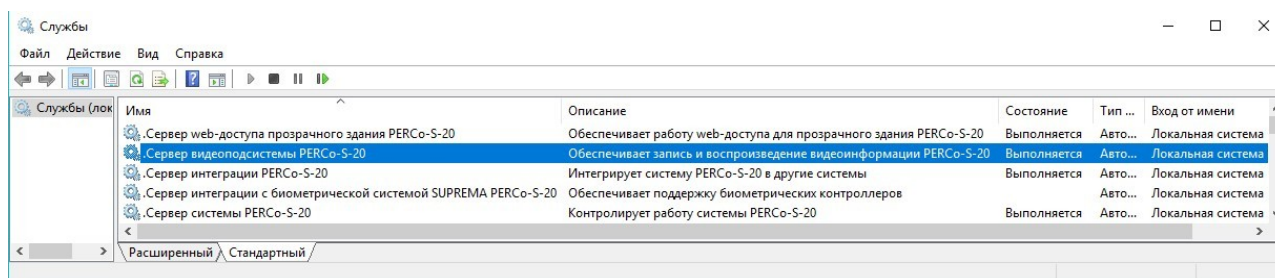 Службы
Файл Действие Вид Справка
Службы (лок
Имя Описание Состояние Тип ... Вход от имени
.Сервер web-доступа прозрачного здания PERCo-S-20 Обеспечивает работу web-доступа для прозрачного здания PERCo-S-20 Выполняется Авто... Локальная система
.Сервер видеоподсистемы PERCo-S-20 Обеспечивает запись и воспроизведение видеоинформации PERCo-S-20 Выполняется Авто... Локальная система
.Сервер интеграции PERCo-S-20 Интегрирует систему PERCo-S-20 в другие системы Выполняется Авто... Локальная система
.Сервер интеграции с биометрической системой SUPREMA PERCo-S-20 Обеспечивает поддержку биометрических контроллеров Авто... Локальная система
.Сервер системы PERCo-S-20 Контролирует работу системы PERCo-S-20 Выполняется Авто... Локальная система
Расширенный Стандартный